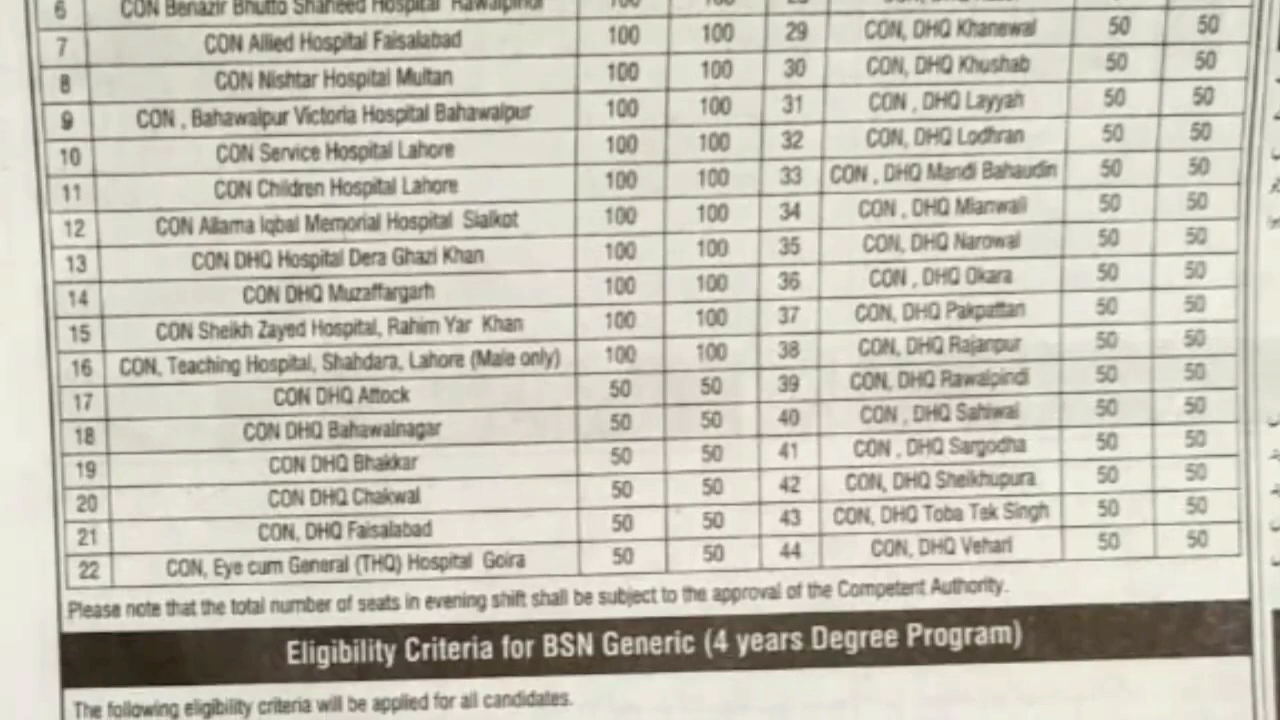 6 CON Benazir Bhutto Shaheed Hospital Rawalpindi 100 100
7 CON Allied Hospital Faisalabad 100 100 29 CON, DHQ Khanewal 50 50
8 CON Nishtar Hospital Multan 100 100 30 CON, DHQ Khushab 50 50
9 CON , Bahawalpur Victoria Hospital Bahawalpur 100 100 31 CON , DHQ Layyah 50 50
10 CON Service Hospital Lahore 100 100 32 CON , DHQ Lodhran 50 50
11 CON Children Hospital Lahore 100 100 33 CON , DHQ Mandi Bahaudin 50 50
12 CON Allama Iqbal Memorial Hospital Sialkot 100 100 34 CON , DHQ Mianwali 50 50
13 CON DHQ Hospital Dera Ghazi Khan 100 100 35 CON, DHQ Narowal 50 50
14 CON DHQ Muzaffargarh 100 100 36 CON , DHQ Okara 50 50
15 CON Sheikh Zayed Hospital, Rahim Yar Khan 100 100 37 CON, DHQ Pakpattan 50 50
16 CON, Teaching Hospital, Shahdara, Lahore (Male only) 100 100 38 CON, DHQ Rajanpur 50 50
17 CON DHQ Attock 50 50 39 CON, DHQ Rawalpindi 50 50
18 CON DHQ Bahawalnagar 50 50 40 CON , DHQ Sahiwal 50 50
19 CON DHQ Bhakkar 50 50 41 CON , DHQ Sargodha 50 50
20 CON DHQ Chakwal 50 50 42 CON, DHQ Sheikhupura 50 50
21 CON, DHQ Faisalabad 50 50 43 CON, DHQ Toba Tek Singh 50 50
22 CON, Eye cum General (THQ) Hospital Gojra 50 50 44 CON, DHQ Vehari 50 50
Please note that the total number of seats in evening shift shall be subject to the approval of the Competent Authority.
Eligibility Criteria for BSN Generic (4 years Degree Program)
The following eligibility criteria will be applied for all candidates.